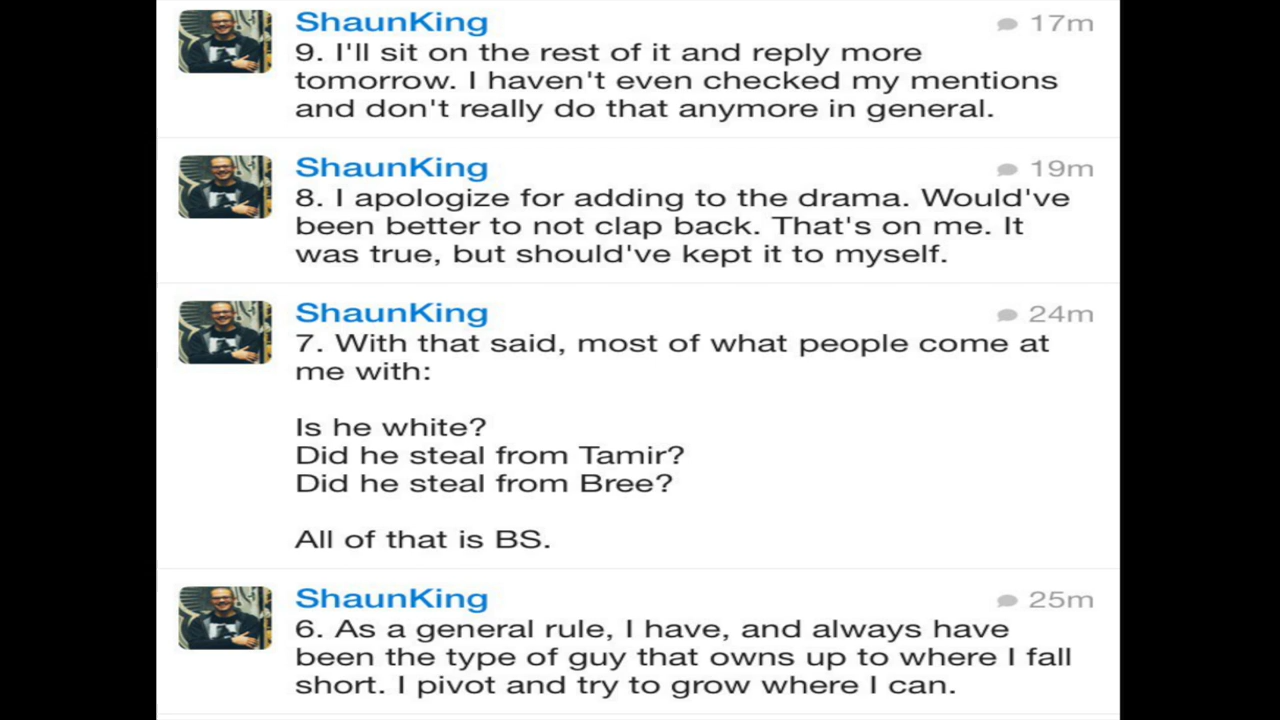 ShaunKing 17m
9. I'll sit on the rest of it and reply more
tomorrow. I haven't even checked my mentions
and don't really do that anymore in general.
ShaunKing 19m
8. I apologize for adding to the drama. Would've
been better to not clap back. That's on me. It
was true, but should've kept it to myself.
ShaunKing 24m
7. With that said, most of what people come at
me with:
Is he white?
Did he steal from Tamir?
Did he steal from Bree?
All of that is BS.
ShaunKing 25m
6. As a general rule, I have, and always have
been the type of guy that owns up to where I fall
short. I pivot and try to grow where I can.